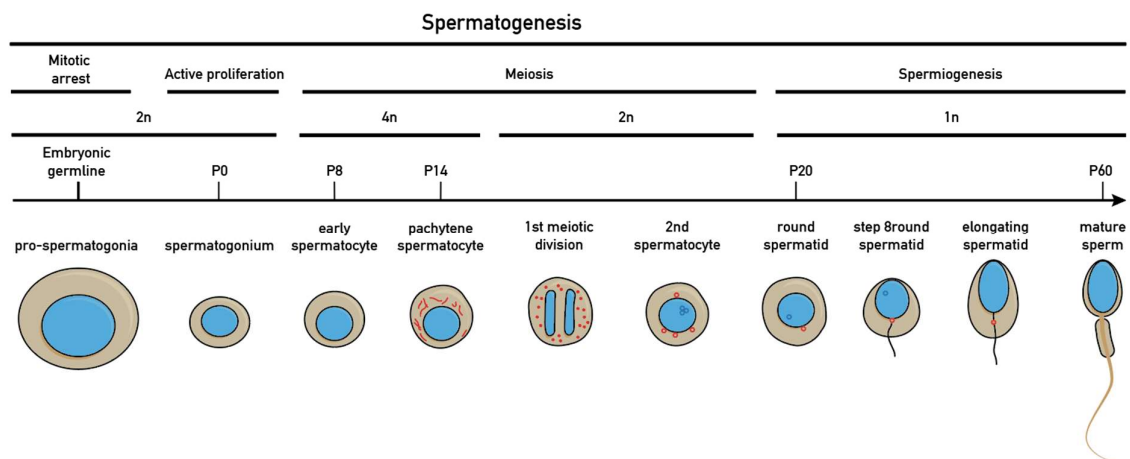 Spermatogenesis
Mitotic
arrest
Active proliferation
Meiosis
Spermiogenesis
2n
4n
2n
1n
Embryonic
germline
P0
P8
P14
P20
P60
pro-spermatogonia
spermatogonium
early
spermatocyte
pachytene
spermatocyte
1st meiotic
division
2nd
spermatocyte
round
spermatid
step 8round
spermatid
elongating
spermatid
mature
sperm